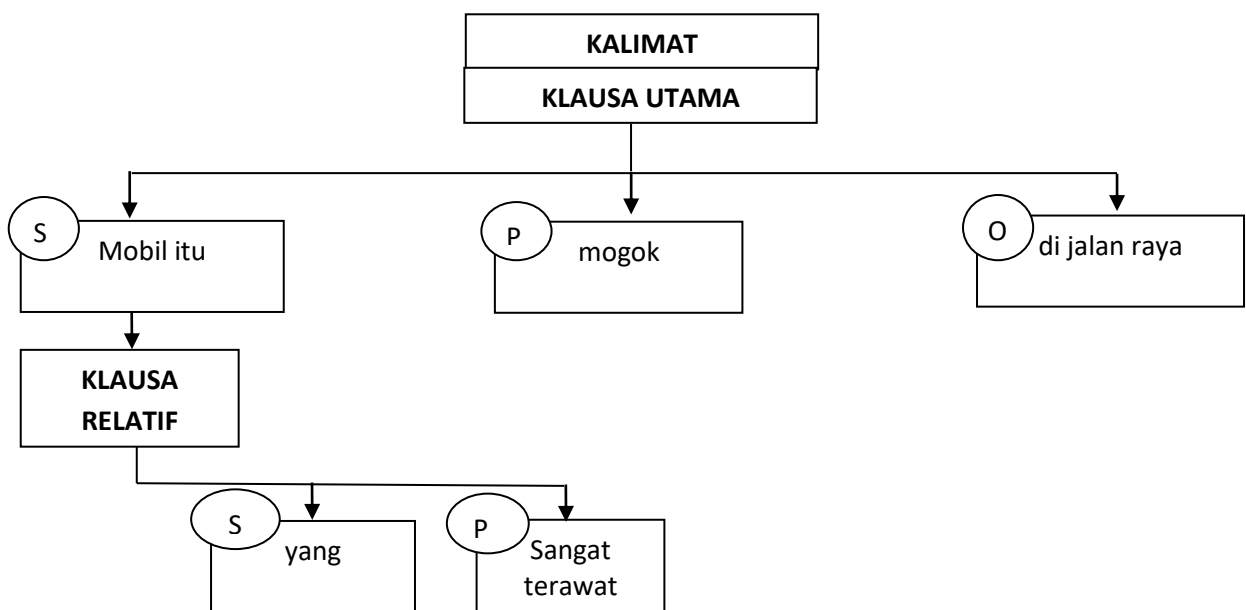 KALIMAT
KLAUSA UTAMA
S
Mobil itu
P
mogok
O
di jalan raya
KLAUSA
RELATIF
S
yang
P
Sangat
terawat